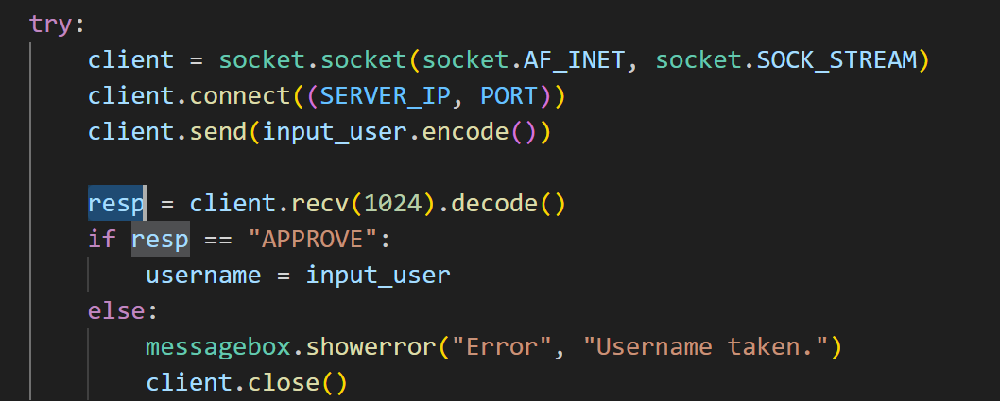 try:
    client = socket.socket(socket.AF_INET, socket.SOCK_STREAM)
    client.connect((SERVER_IP, PORT))
    client.send(input_user.encode())

    resp = client.recv(1024).decode()
    if resp == "APPROVE":
        username = input_user
    else:
        messagebox.showerror("Error", "Username taken.")
        client.close()